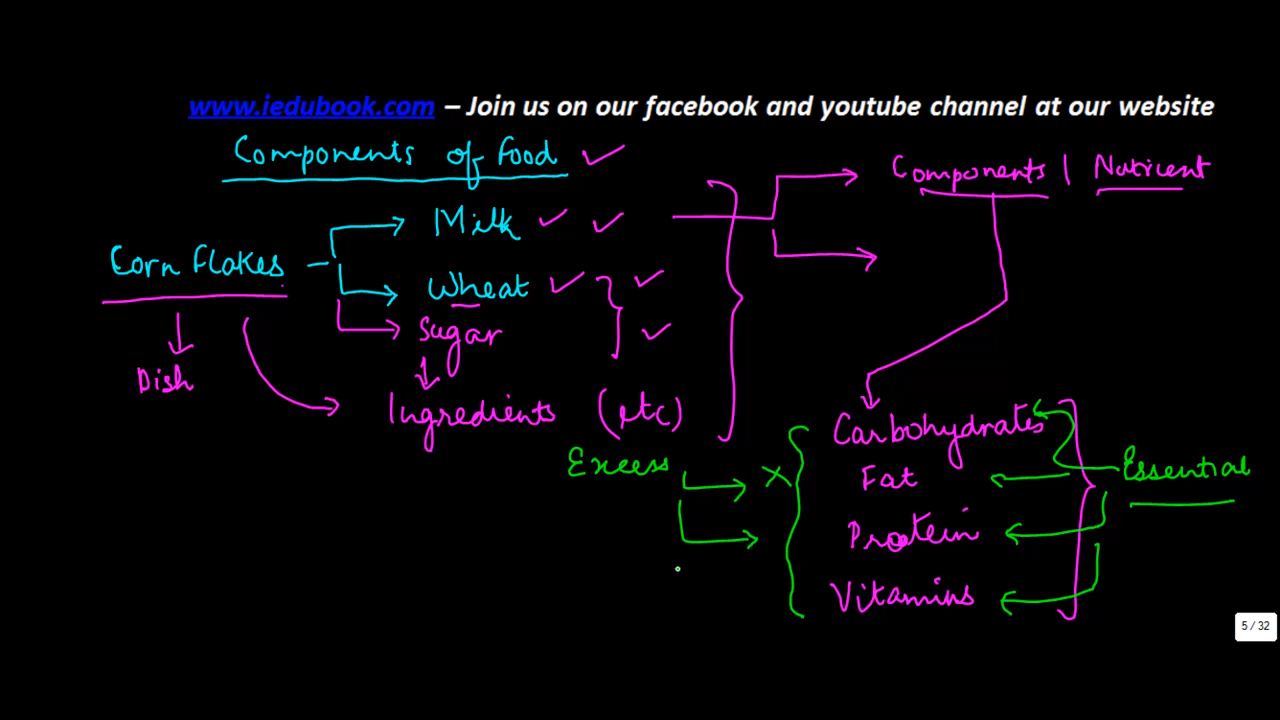 www.iedubook.com – Join us on our facebook and youtube channel at our website
Components of Food
Components | Nutrient
Milk
Corn Flakes
Wheat
Sugar
Dish
Ingredients (etc)
Carbohydrates
Excess
Essential
Fat
Protein
Vitamins
5 / 32